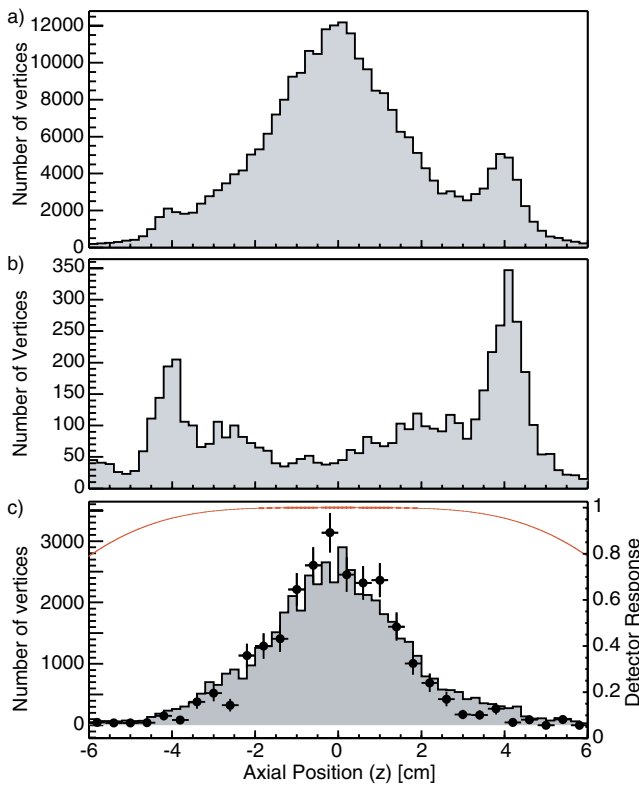 a)
12000
10000
8000
6000
4000
2000
0
Number of vertices
b)
350
300
250
200
150
100
50
0
Number of Vertices
c)
3000
2000
1000
0
Number of vertices
1
0.8
0.6
0.4
0.2
0
Detector Response
-6 -4 -2 0 2 4 6
Axial Position (z) [cm]